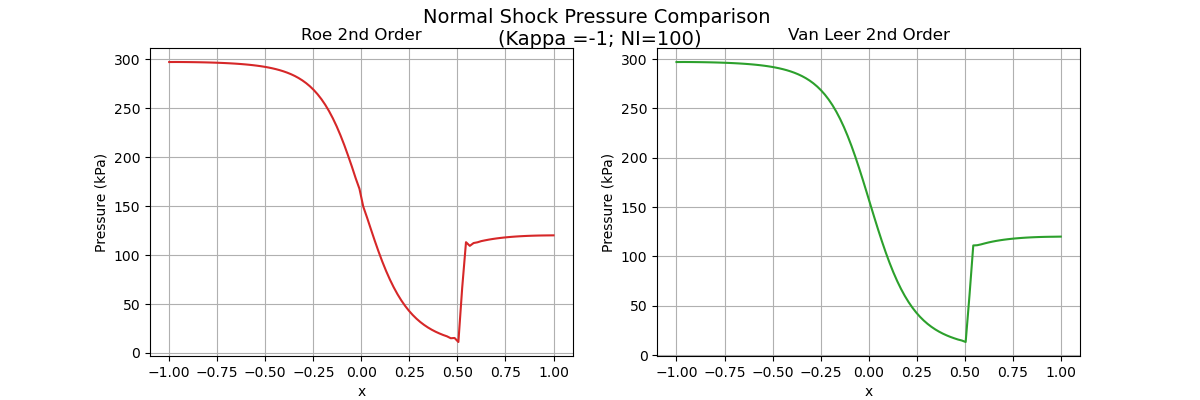 Normal Shock Pressure Comparison
(Kappa =-1; NI=100)
Roe 2nd Order
Pressure (kPa)
300
250
200
150
100
50
0
−1.00 −0.75 −0.50 −0.25 0.00 0.25 0.50 0.75 1.00
x
Van Leer 2nd Order
Pressure (kPa)
300
250
200
150
100
50
0
−1.00 −0.75 −0.50 −0.25 0.00 0.25 0.50 0.75 1.00
x